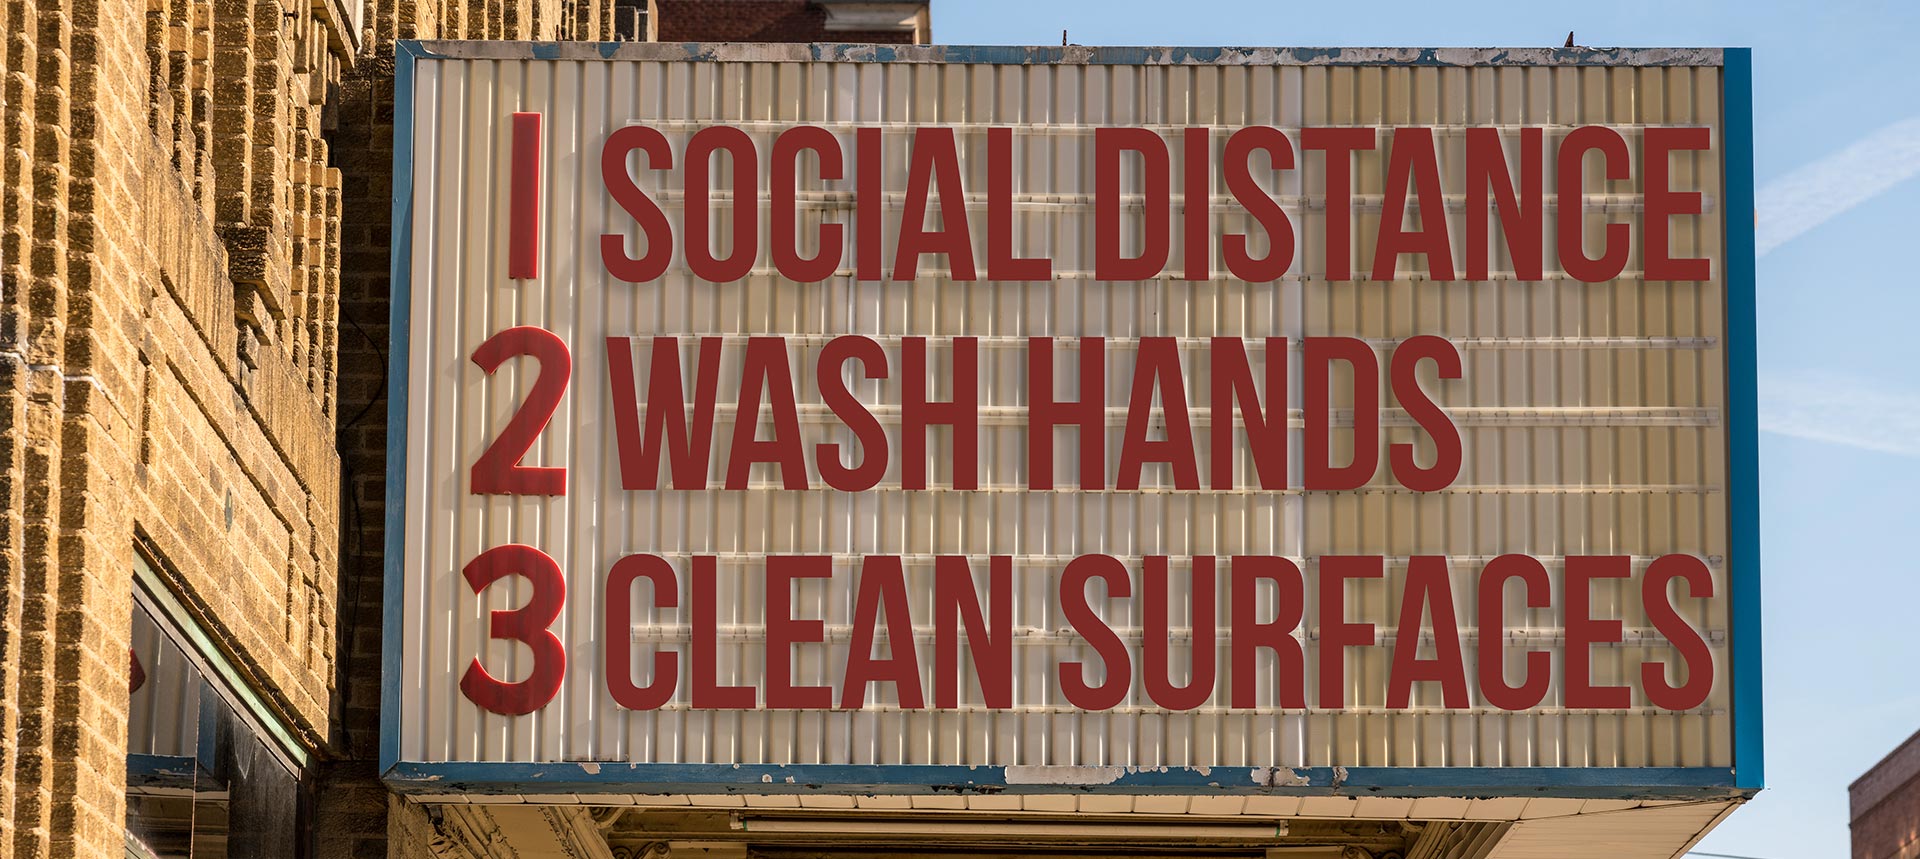 1 SOCIAL DISTANCE
2 WASH HANDS
3 CLEAN SURFACES